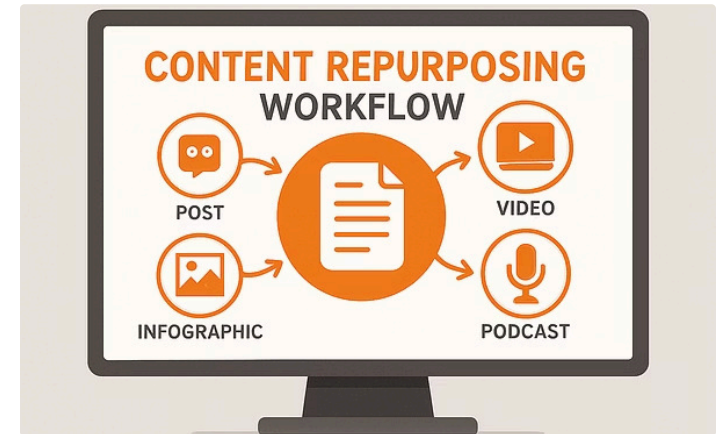 CONTENT REPURPOSING
WORKFLOW
POST
VIDEO
INFOGRAPHIC
PODCAST